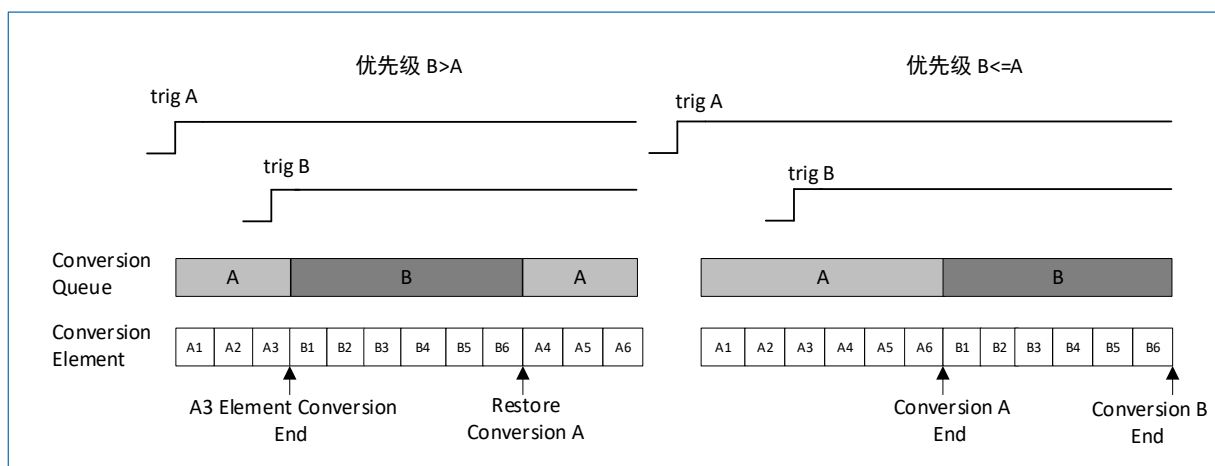 优先级 B>A
优先级 B<=A
trig A
trig A
trig B
trig B
Conversion
Queue
A
B
A
A
B
Conversion
Element
A1 A2 A3 B1 B2 B3 B4 B5 B6 A4 A5 A6
A1 A2 A3 A4 A5 A6 B1 B2 B3 B4 B5 B6
A3 Element Conversion
End
Restore
Conversion A
Conversion A
End
Conversion B
End